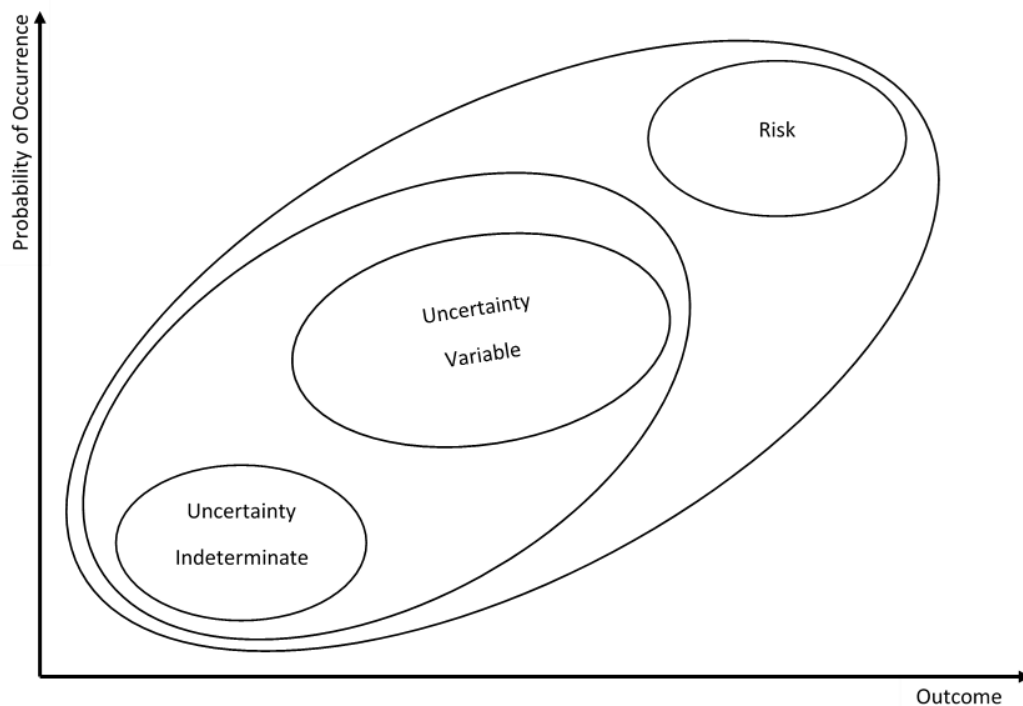 Probability of Occurrence
Risk
Uncertainty
Variable
Uncertainty
Indeterminate
Outcome